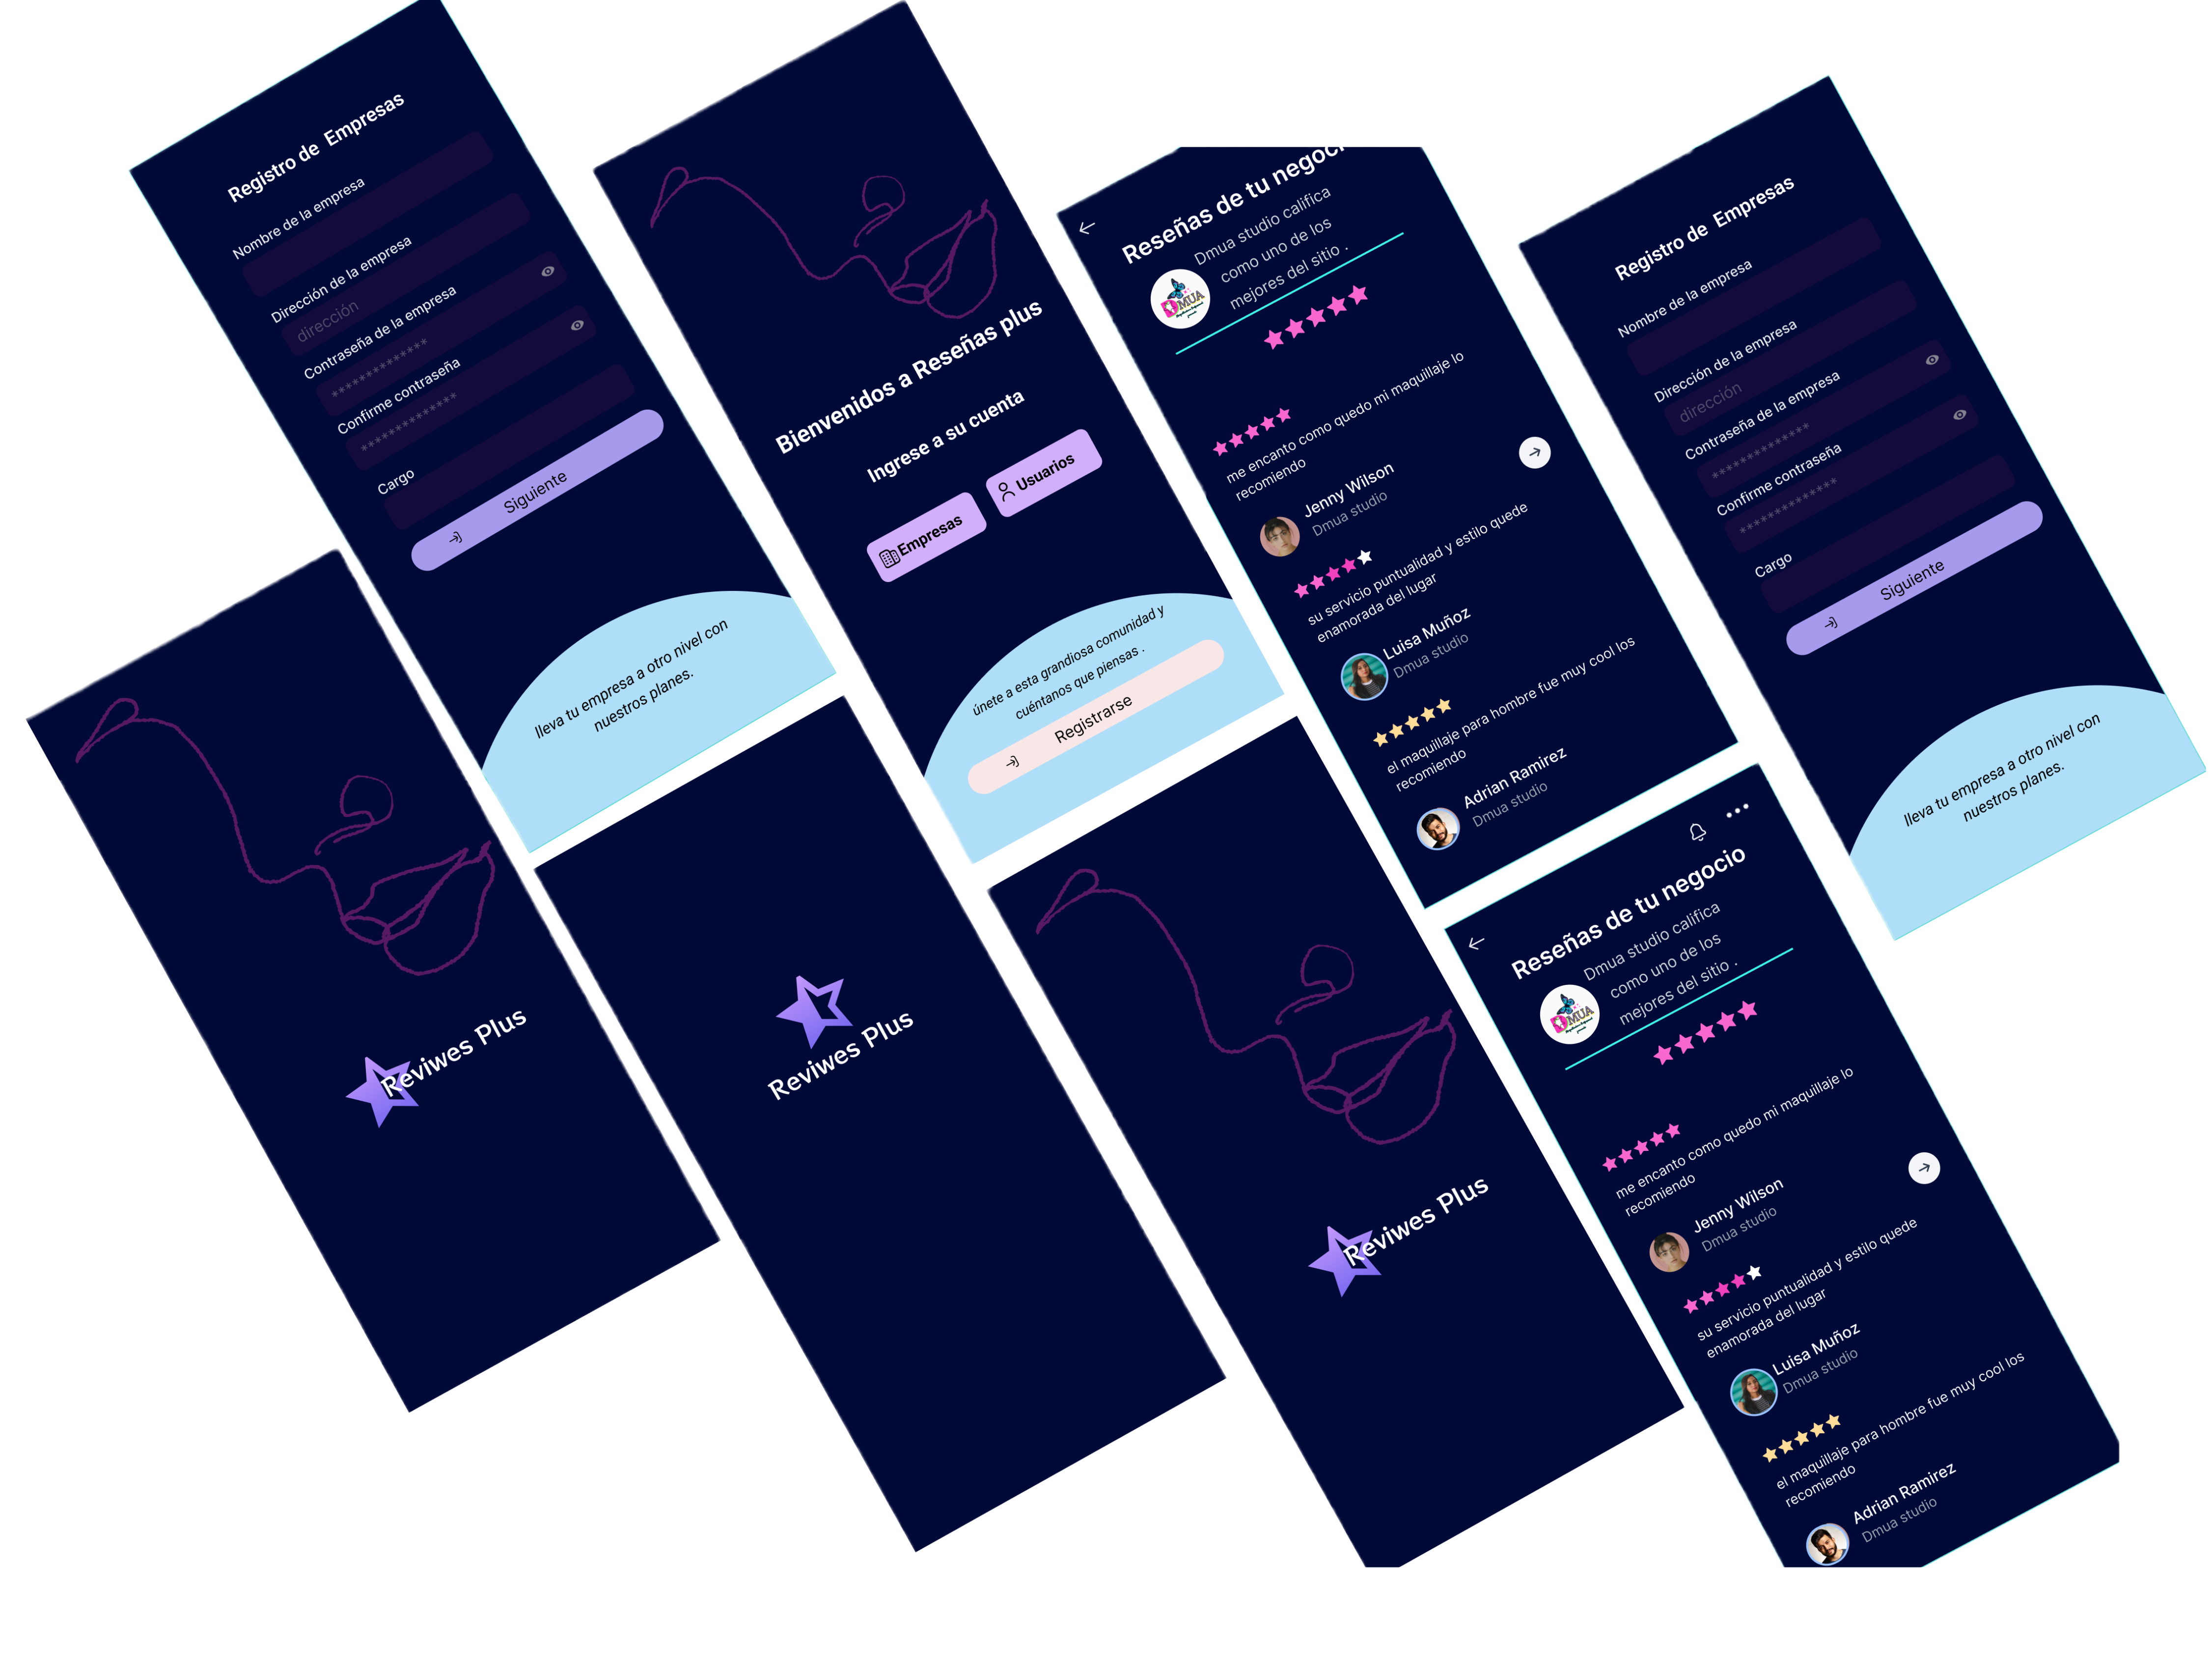 Registro de Empresas
Nombre de la empresa
Dirección de la empresa
dirección
Contraseña de la empresa
**************
Confirme contraseña
**************
Cargo
Siguiente
lleva tu empresa a otro nivel con
nuestros planes.
Bienvenidos a Reseñas plus
Ingrese a su cuenta
Empresas
Usuarios
únete a esta grandiosa comunidad y
cuéntanos que piensas .
Registrarse
Reseñas de tu negoci
Dmua studio califica
como uno de los
mejores del sitio .
DMUA
me encanto como quedo mi maquillaje lo
recomiendo
Jenny Wilson
Dmua studio
su servicio puntualidad y estilo quede
enamorada del lugar
Luisa Muñoz
Dmua studio
el maquillaje para hombre fue muy cool los
recomiendo
Adrian Ramirez
Dmua studio
Registro de Empresas
Nombre de la empresa
Dirección de la empresa
dirección
Contraseña de la empresa
**************
Confirme contraseña
**************
Cargo
Siguiente
lleva tu empresa a otro nivel con
nuestros planes.
Reviwes Plus
Reviwes Plus
Reviwes Plus
Reseñas de tu negocio
Dmua studio califica
como uno de los
mejores del sitio .
DMUA
me encanto como quedo mi maquillaje lo
recomiendo
Jenny Wilson
Dmua studio
su servicio puntualidad y estilo quede
enamorada del lugar
Luisa Muñoz
Dmua studio
el maquillaje para hombre fue muy cool los
recomiendo
Adrian Ramirez
Dmua studio